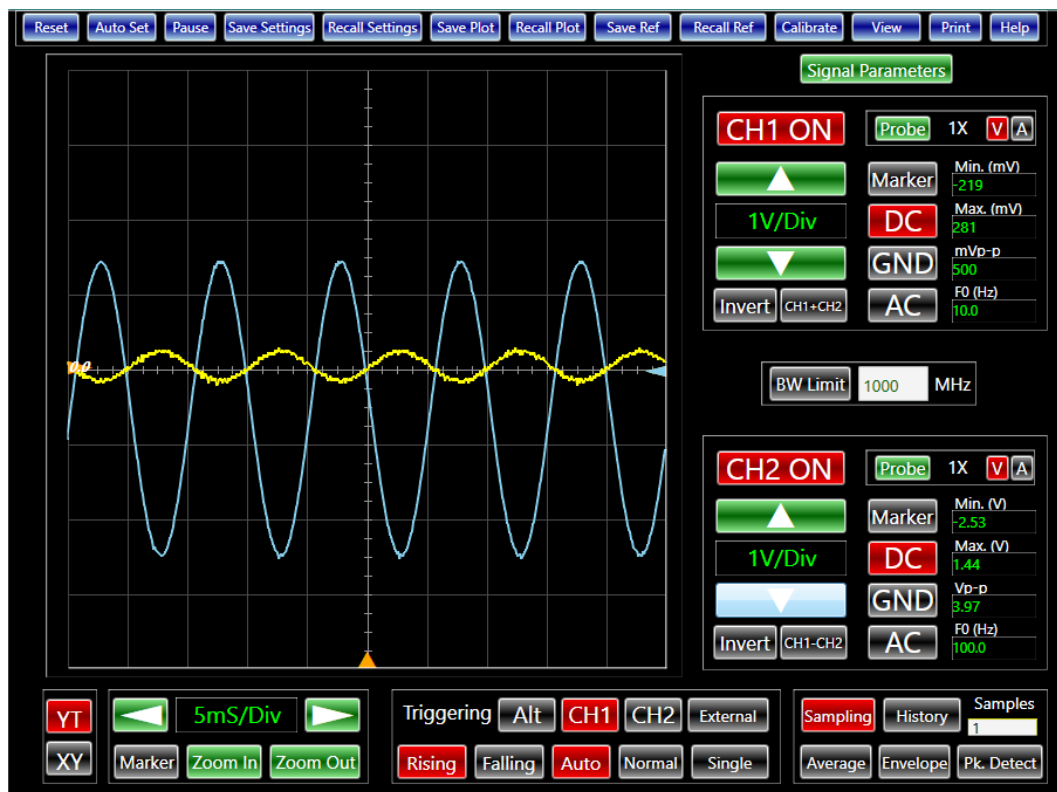 Reset Auto Set Pause Save Settings Recall Settings Save Plot Recall Plot Save Ref Recall Ref Calibrate View Print Help
Signal Parameters
CH1 ON Probe 1X V A
Marker Min. (mV)
-219
1V/Div DC Max. (mV)
281
GND mVp-p
500
Invert CH1+CH2 AC F0 (Hz)
10.0
0.0
BW Limit 1000 MHz
CH2 ON Probe 1X V A
Marker Min. (V)
-2.53
1V/Div DC Max. (V)
1.44
GND Vp-p
3.97
Invert CH1-CH2 AC F0 (Hz)
100.0
YT 5mS/Div Triggering Alt CH1 CH2 External Sampling History Samples
1
XY Marker Zoom In Zoom Out Rising Falling Auto Normal Single Average Envelope Pk. Detect